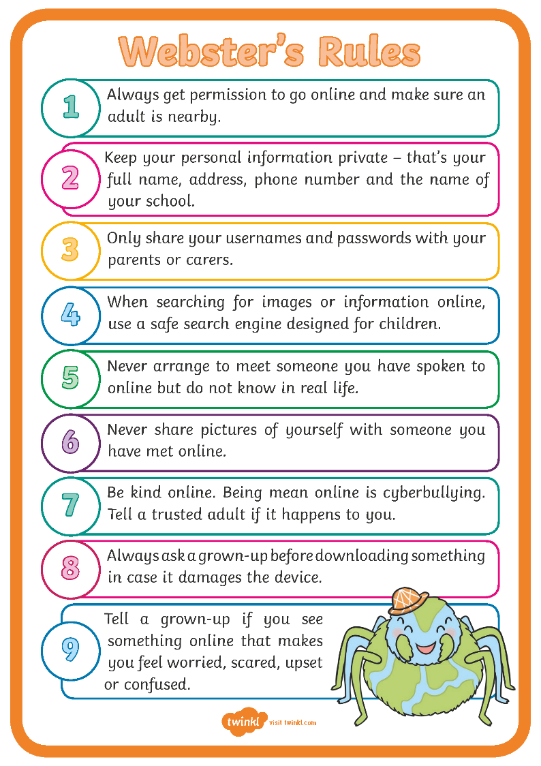 Webster's Rules
1
Always get permission to go online and make sure an
adult is nearby.
2
Keep your personal information private – that's your
full name, address, phone number and the name of
your school.
3
Only share your usernames and passwords with your
parents or carers.
4
When searching for images or information online,
use a safe search engine designed for children.
5
Never arrange to meet someone you have spoken to
online but do not know in real life.
6
Never share pictures of yourself with someone you
have met online.
7
Be kind online. Being mean online is cyberbullying.
Tell a trusted adult if it happens to you.
8
Always ask a grown-up before downloading something
in case it damages the device.
9
Tell a grown-up if you see
something online that makes
you feel worried, scared, upset
or confused.
twinkl visit twinkl.com